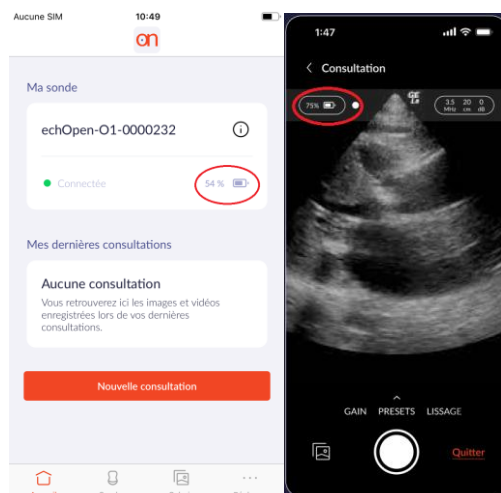 Aucune SIM 10:49
on
Ma sonde
echOpen-O1-0000232
Connectée 54 %
Mes dernières consultations
Aucune consultation
Vous retrouverez ici les images et vidéos
enregistrées lors de vos dernières
consultations.
Nouvelle consultation
1:47
Consultation
75%
3.5 20 0
MHz cm dB
GAIN PRESETS LISSAGE
Quitter